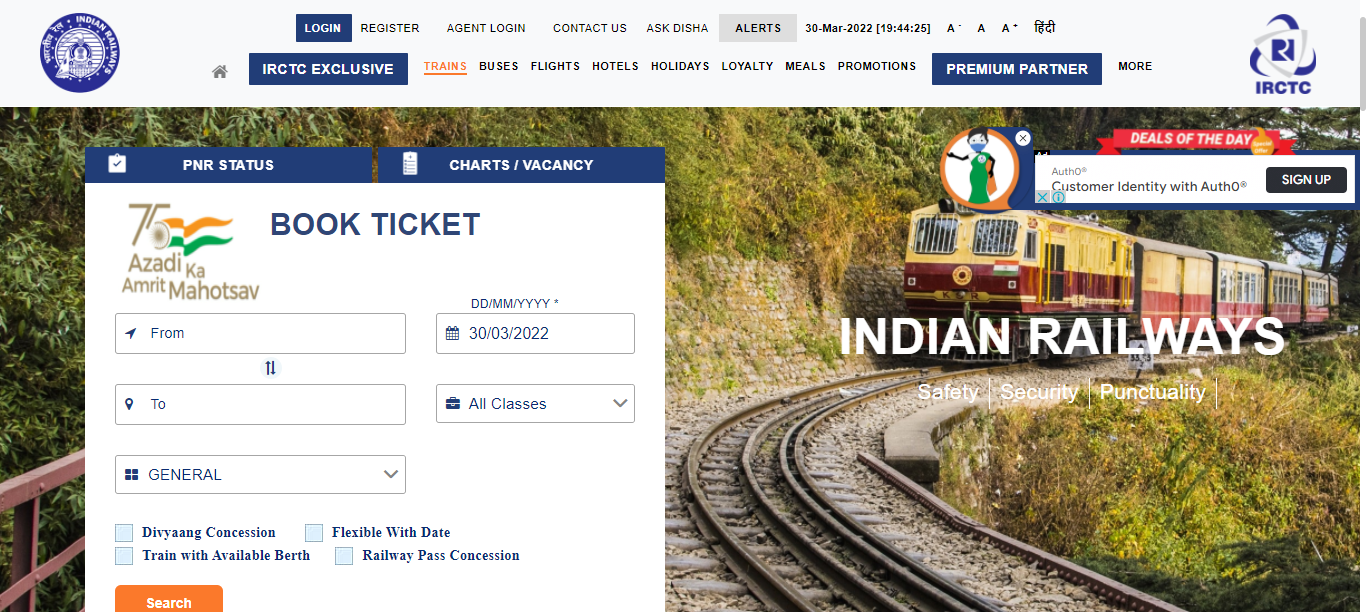 LOGIN REGISTER AGENT LOGIN CONTACT US ASK DISHA ALERTS 30-Mar-2022 [19:44:25] A - A A + हिंदी
भारतीय रेल INDIAN RAILWAYS
IRCTC EXCLUSIVE TRAINS BUSES FLIGHTS HOTELS HOLIDAYS LOYALTY MEALS PROMOTIONS PREMIUM PARTNER MORE
IRCTC
PNR STATUS CHARTS / VACANCY
BOOK TICKET
75
Azadi Ka
Amrit Mahotsav
DD/MM/YYYY *
From 30/03/2022
To All Classes
GENERAL
Divyaang Concession Flexible With Date
Train with Available Berth Railway Pass Concession
Search
DEALS OF THE DAY
Special
Offer
Ad
Auth0®
Customer Identity with Auth0®
SIGN UP
INDIAN RAILWAYS
Safety Security Punctuality